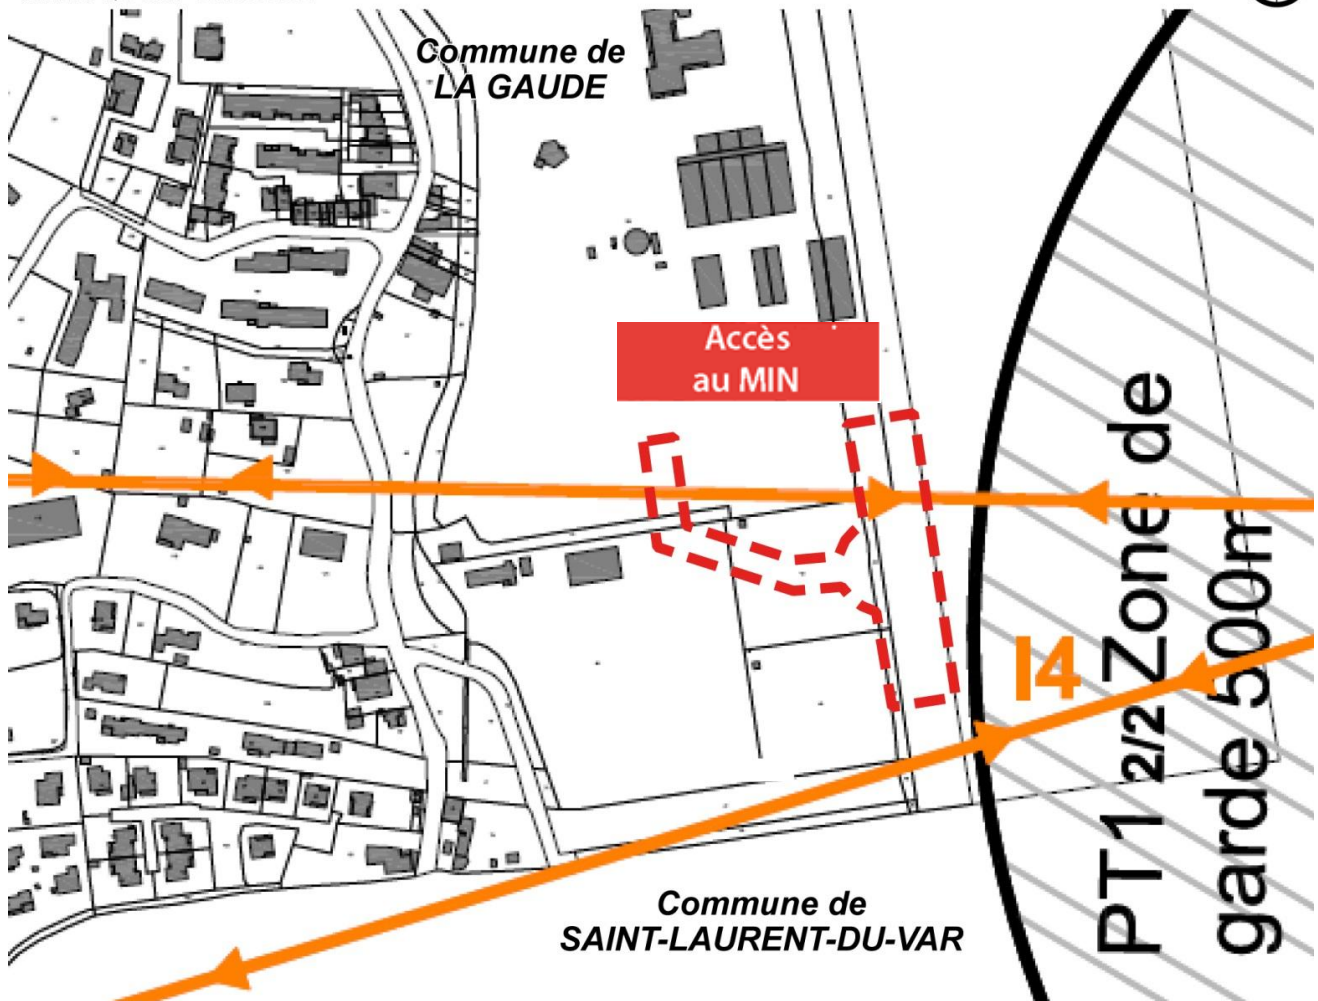 Commune de
LA GAUDE
Accès
au MIN
I4
PT1 2/2 Zone de
garde 500m
Commune de
SAINT-LAURENT-DU-VAR